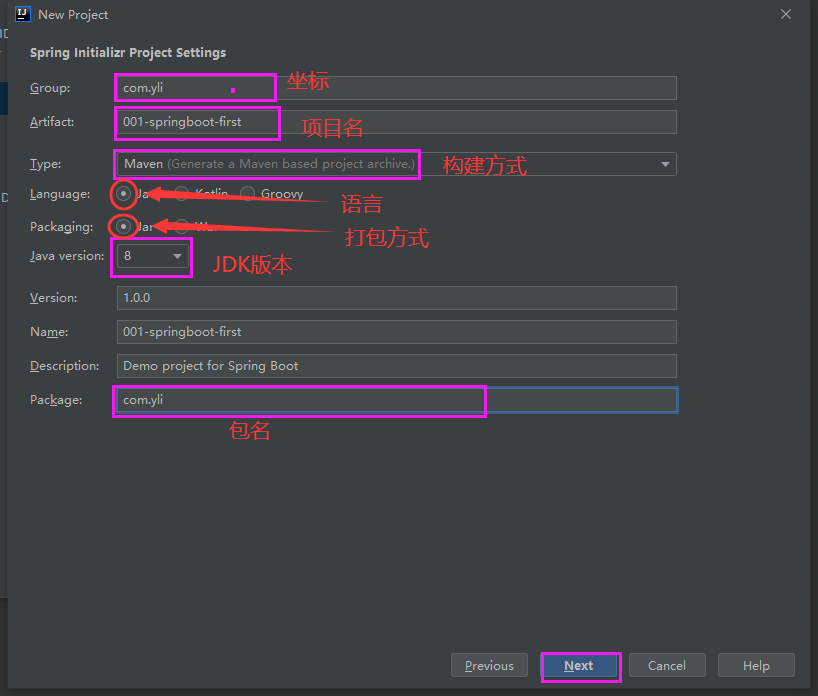 New Project
Spring Initializr Project Settings
Group: com.yli 坐标
Artifact: 001-springboot-first 项目名
Type: Maven (Generate a Maven based project archive.) 构建方式
Language: Kotlin Groovy 语言
Packaging: Jar 打包方式
Java version: 8 JDK版本
Version: 1.0.0
Name: 001-springboot-first
Description: Demo project for Spring Boot
Package: com.yli
包名
Previous Next Cancel Help